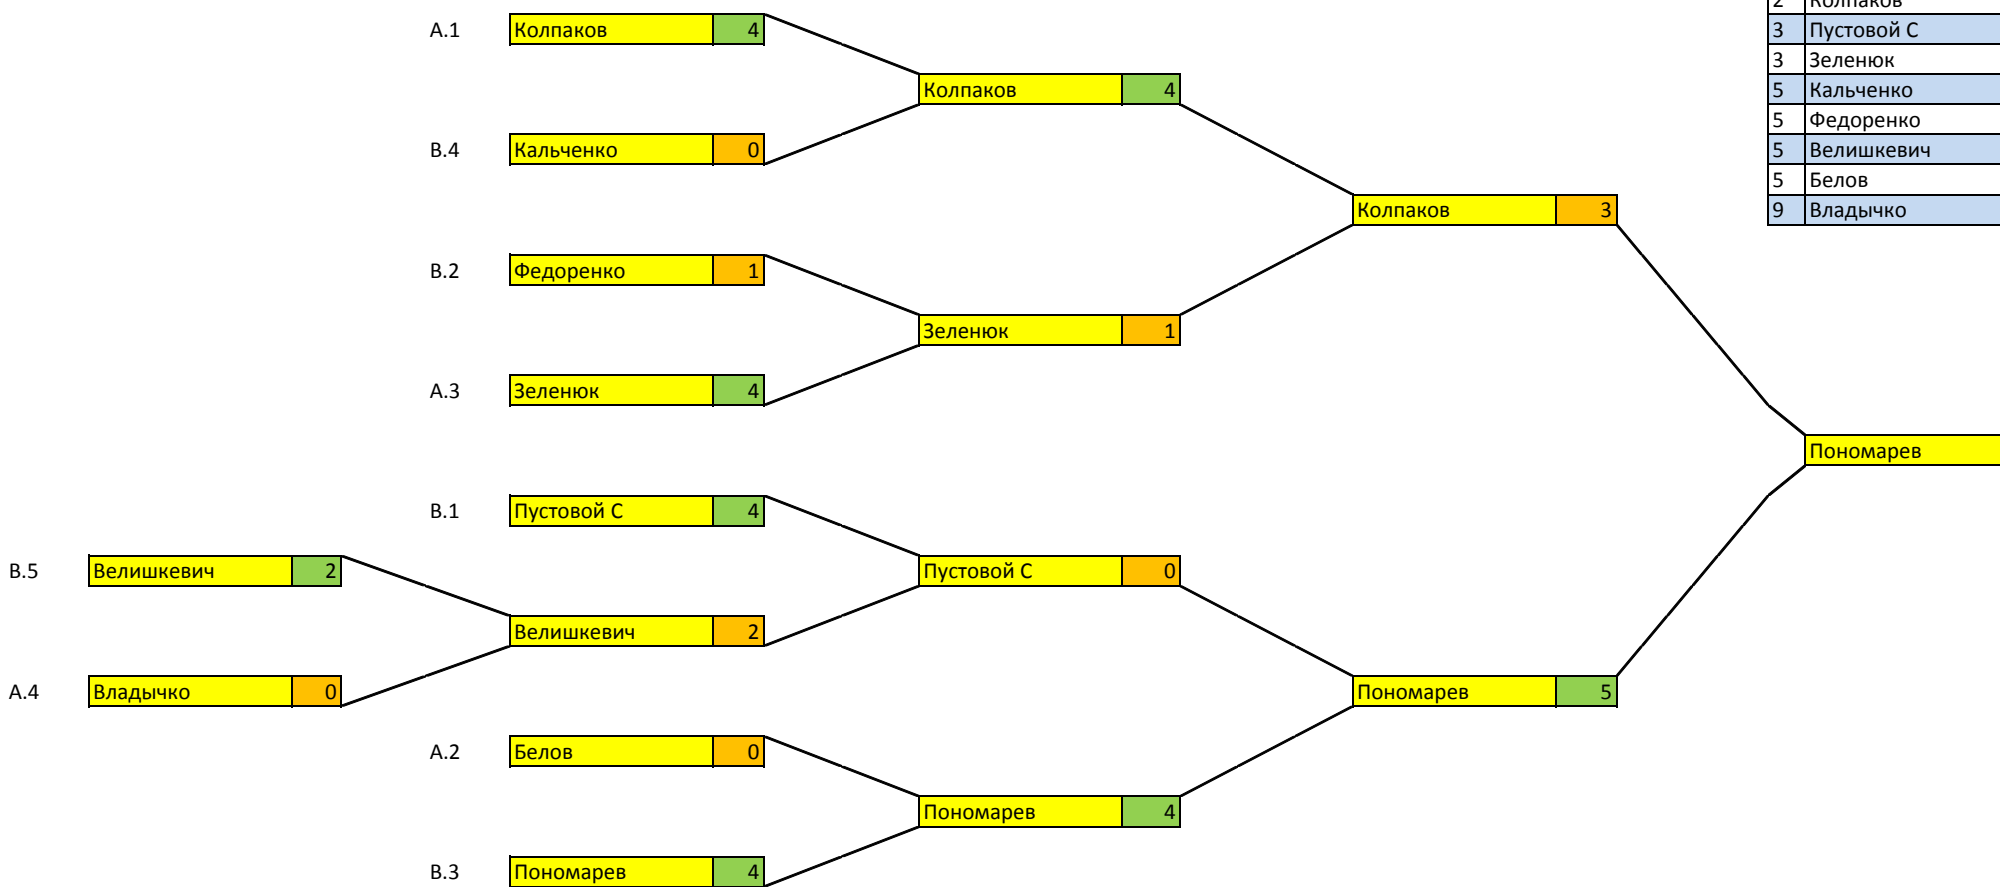 2 Колпаков
A.1 Колпаков 4
3 Пустовой С
3 Зеленюк
Колпаков 4
5 Кальченко
5 Федоренко
B.4 Кальченко 0
5 Велишкевич
5 Белов
Колпаков 3
9 Владычко
B.2 Федоренко 1
Зеленюк 1
A.3 Зеленюк 4
Пономарев
B.1 Пустовой С 4
B.5 Велишкевич 2
Пустовой С 0
Велишкевич 2
A.4 Владычко 0
Пономарев 5
A.2 Белов 0
Пономарев 4
B.3 Пономарев 4